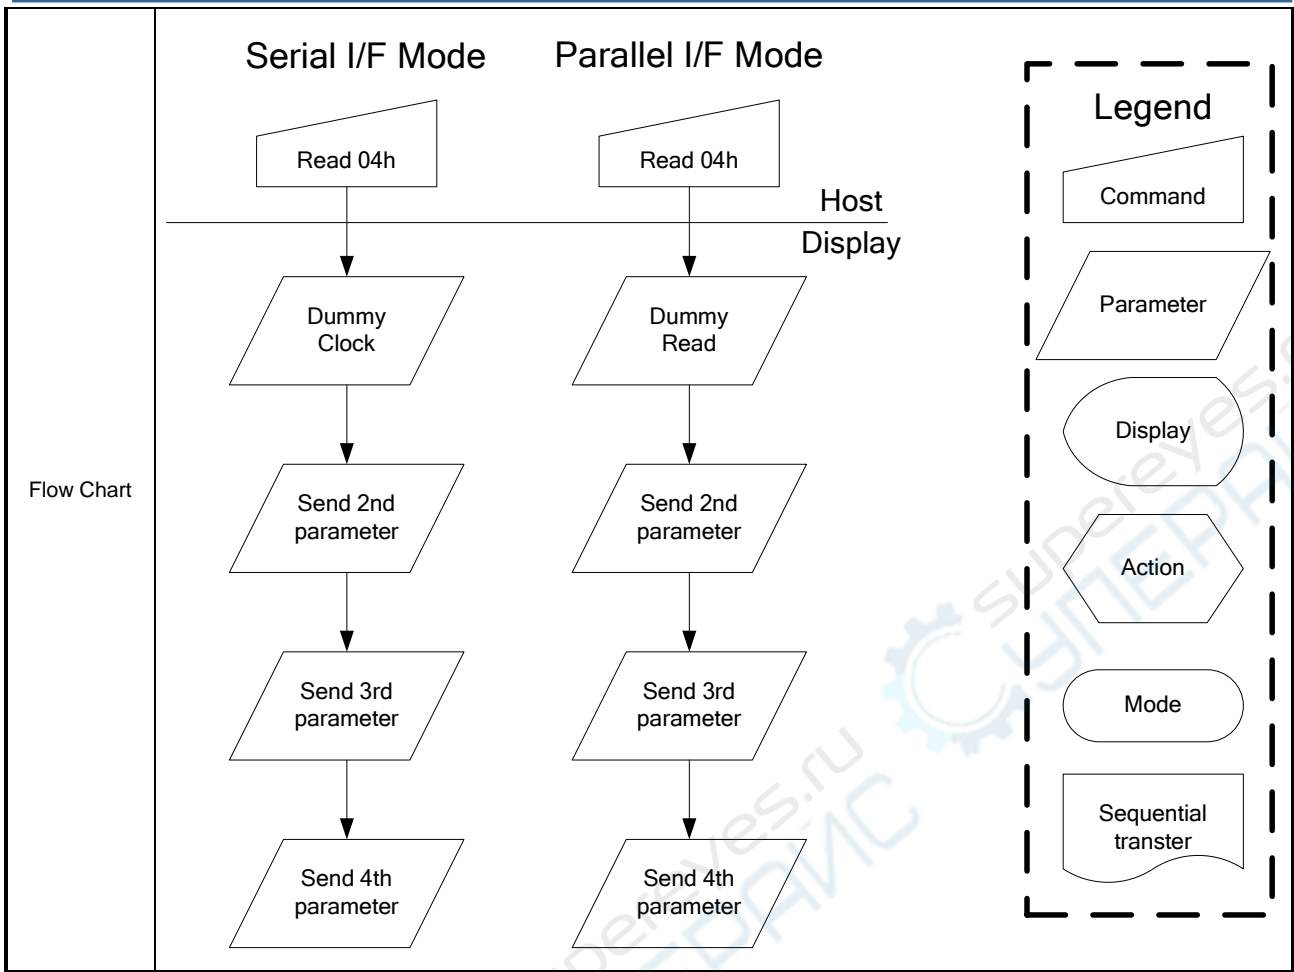 Flow Chart
Serial I/F Mode
Read 04h
Dummy
Clock
Send 2nd
parameter
Send 3rd
parameter
Send 4th
parameter
Parallel I/F Mode
Read 04h
Host
Display
Dummy
Read
Send 2nd
parameter
Send 3rd
parameter
Send 4th
parameter
Legend
Command
Parameter
Display
Action
Mode
Sequential
transter
supereyes.ru